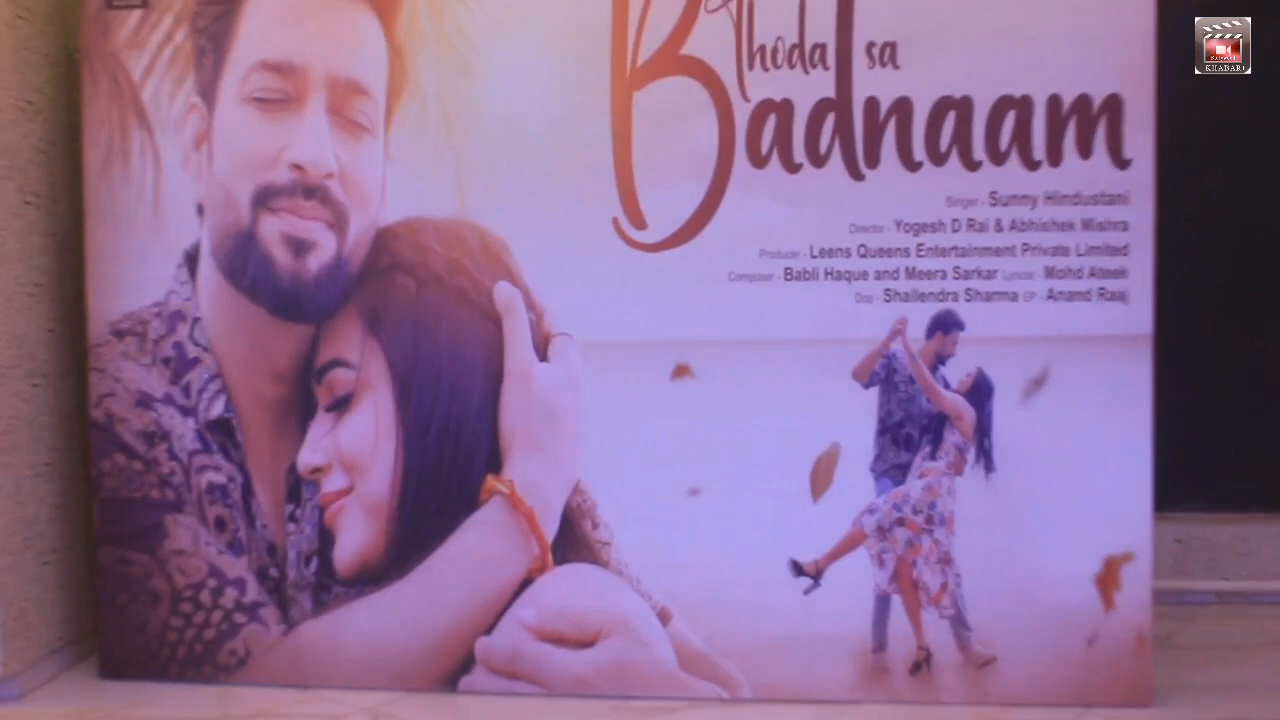 Thoda sa
Badnaam
Singer - Sunny Hindustani
Director - Yogesh D Rai & Abhishek Mishra
Producer - Leens Queens Entertainment Private Limited
Composer - Babli Haque and Meera Sarkar Lyrics - Mohd Ateek
Dop - Shailendra Sharma EP - Anand Raaj
KHABAR